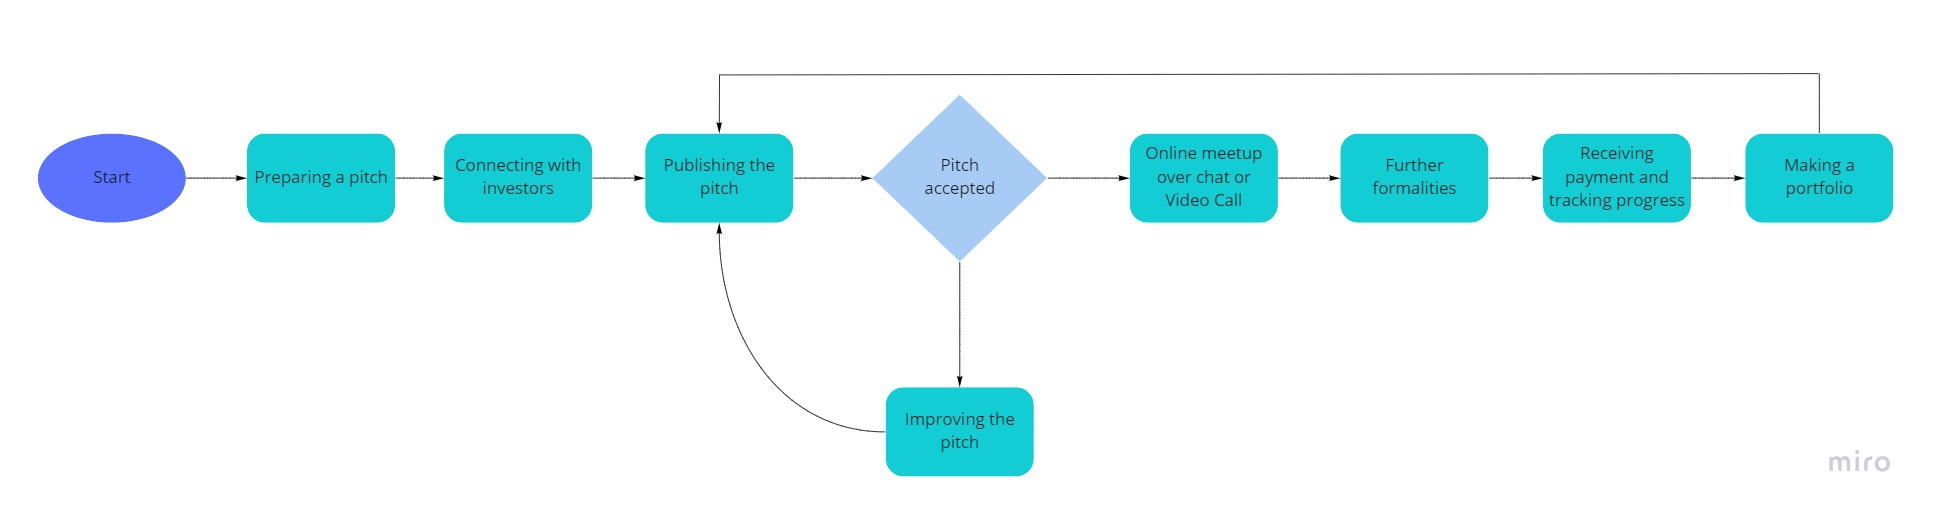 Start
Preparing a pitch
Connecting with
investors
Publishing the
pitch
Pitch
accepted
Online meetup
over chat or
Video Call
Further
formalities
Receiving
payment and
tracking progress
Making a
portfolio
Improving the
pitch
miro